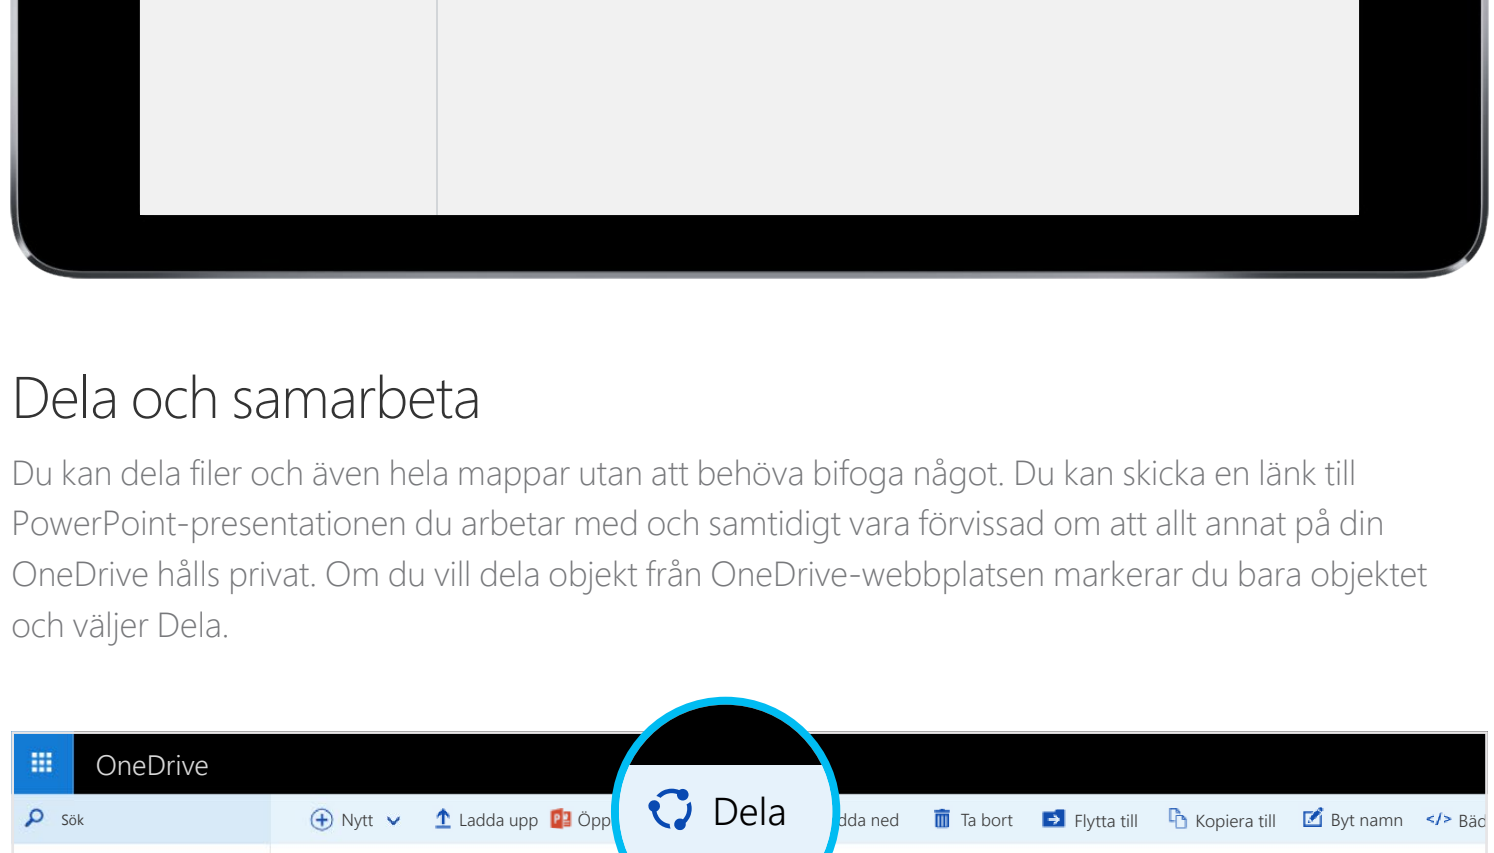 Dela och samarbeta
Du kan dela filer och även hela mappar utan att behöva bifoga något. Du kan skicka en länk till
PowerPoint-presentationen du arbetar med och samtidigt vara förvissad om att allt annat på din
OneDrive hålls privat. Om du vill dela objekt från OneDrive-webbplatsen markerar du bara objektet
och väljer Dela.
OneDrive
Sök Nytt Ladda upp Dela ned Ta bort Flytta till Kopiera till Byt namn